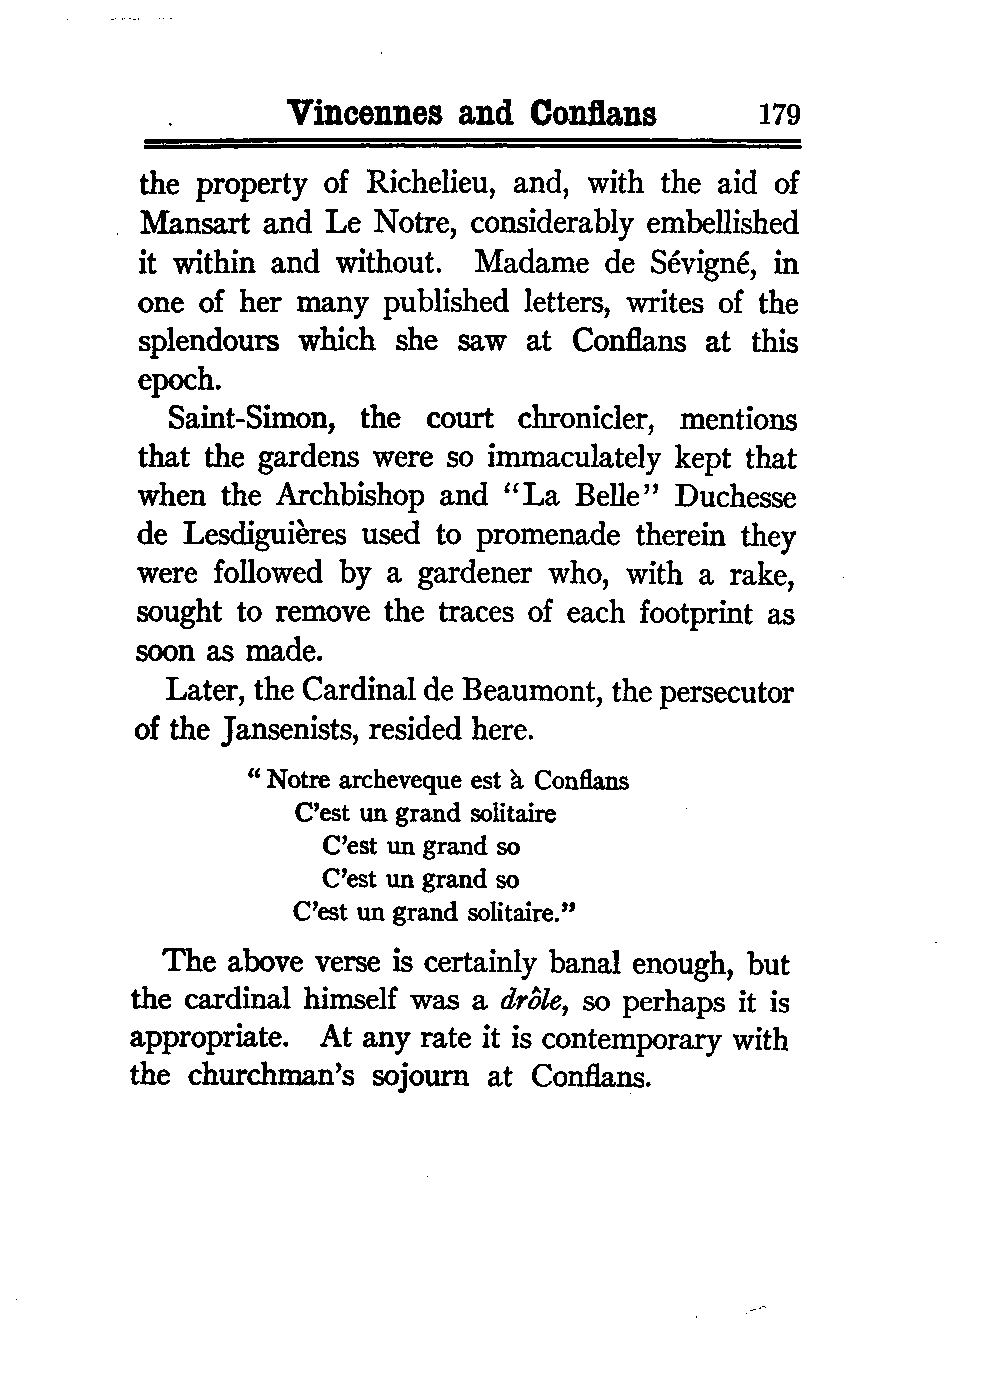 Vincennes and Conflans 179
the property of Richelieu, and, with the aid of
Mansart and Le Notre, considerably embellished
it within and without. Madame de Sévigné, in
one of her many published letters, writes of the
splendours which she saw at Conflans at this
epoch.
Saint-Simon, the court chronicler, mentions
that the gardens were so immaculately kept that
when the Archbishop and "La Belle" Duchesse
de Lesdiguières used to promenade therein they
were followed by a gardener who, with a rake,
sought to remove the traces of each footprint as
soon as made.
Later, the Cardinal de Beaumont, the persecutor
of the Jansenists, resided here.
"Notre archeveque est à Conflans
C'est un grand solitaire
C'est un grand so
C'est un grand so
C'est un grand solitaire."
The above verse is certainly banal enough, but
the cardinal himself was a drôle, so perhaps it is
appropriate. At any rate it is contemporary with
the churchman's sojourn at Conflans.